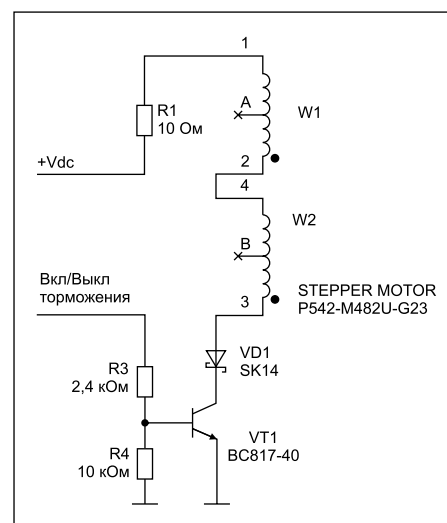 1
A
W1
R1
10 Ом
+Vdc
2
4
W2
B
Вкл/Выкл
торможения
3
STEPPER MOTOR
P542-M482U-G23
VD1
SK14
R3
2,4 кОм
R4
10 кОм
VT1
BC817-40